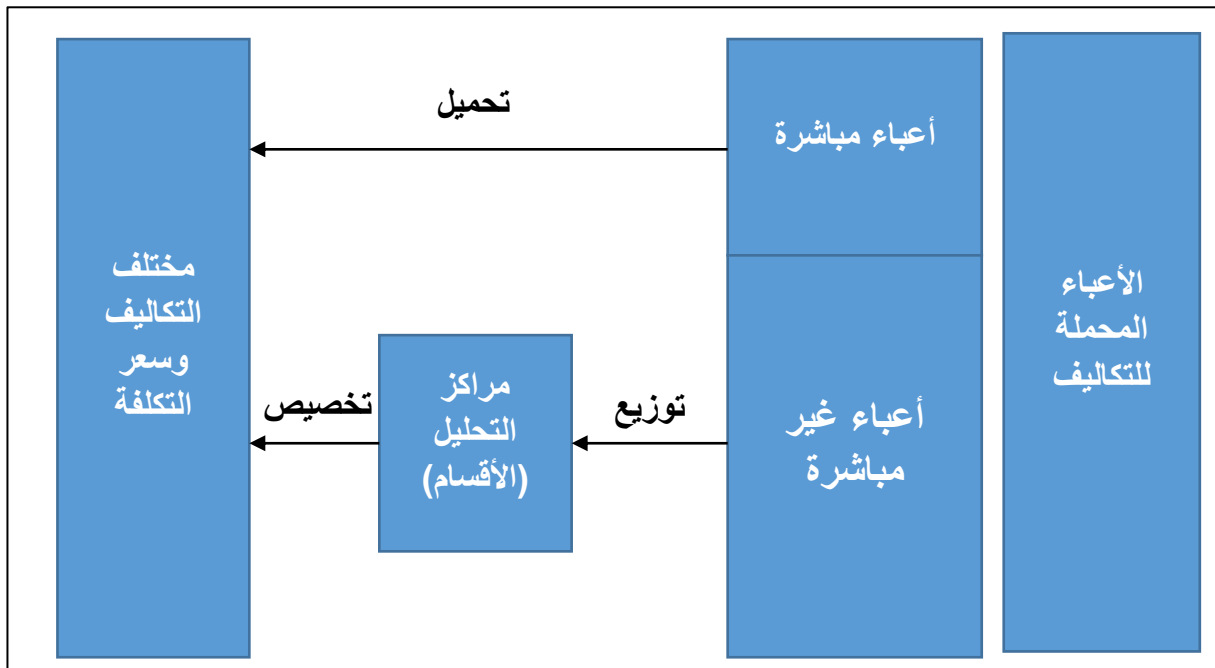 الأعباء
المحملة
للتكاليف
أعباء مباشرة
أعباء غير
مباشرة
تحميل
توزيع
مراكز
التحليل
(الأقسام)
تخصيص
مختلف
التكاليف
وسعر
التكلفة